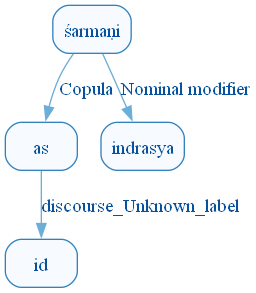 śarmaṇi
Copula Nominal modifier
as indrasya
discourse_Unknown_label
id